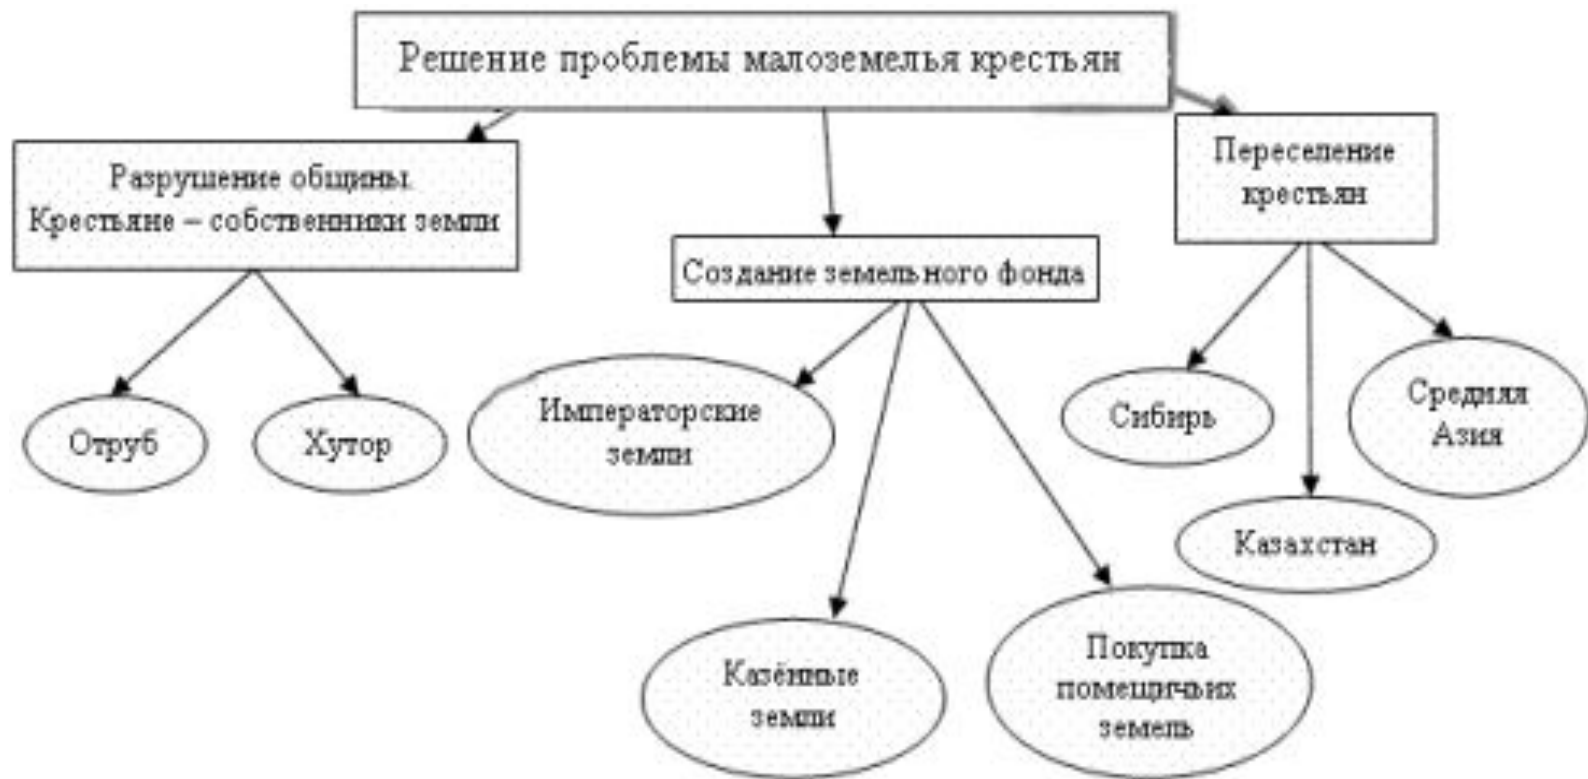 Решение проблемы малоземелья крестьян
Разрушение общины.
Крестьяне – собственники земли
Переселение
крестьян
Создание земельного фонда
Отруб
Хутор
Императорские
земли
Сибирь
Средняя
Азия
Казахстан
Казённые
земли
Покупка
помещичьих
земель